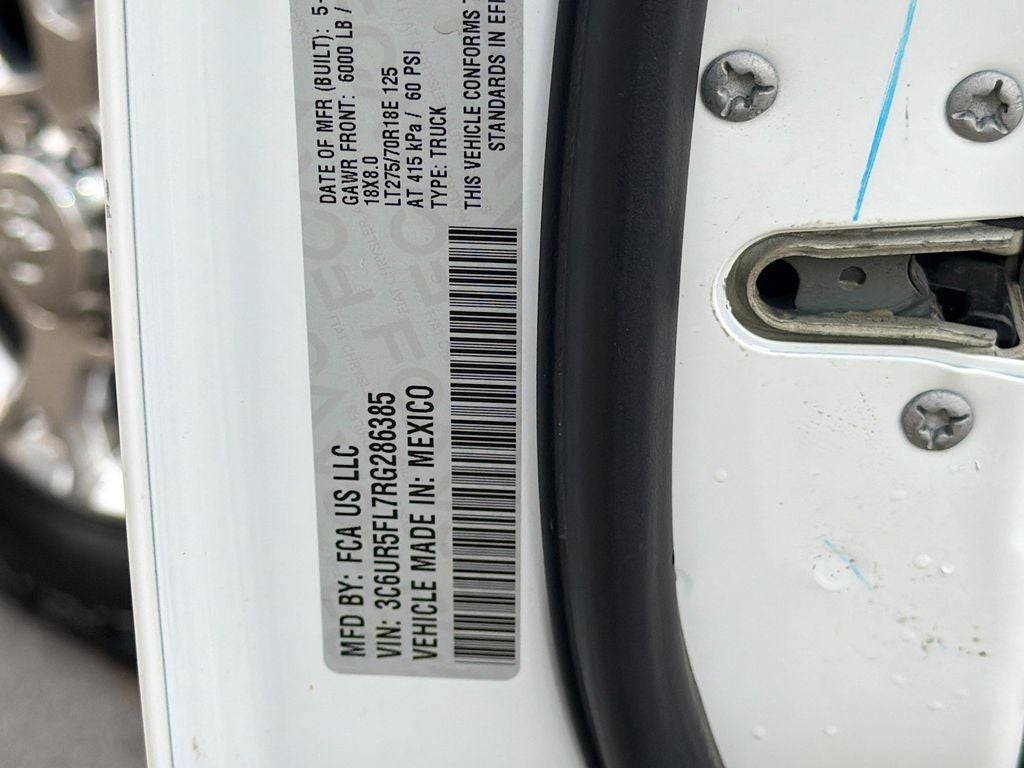 MFD BY: FCA US LLC
VIN: 3C6UR5FL7RG286385
VEHICLE MADE IN: MEXICO
DATE OF MFR (BUILT): 5-
GAWR FRONT: 6000 LB /
18X8.0
LT275/70R18E 125
AT 415 kPa / 60 PSI
TYPE: TRUCK
THIS VEHICLE CONFORMS
STANDARDS IN